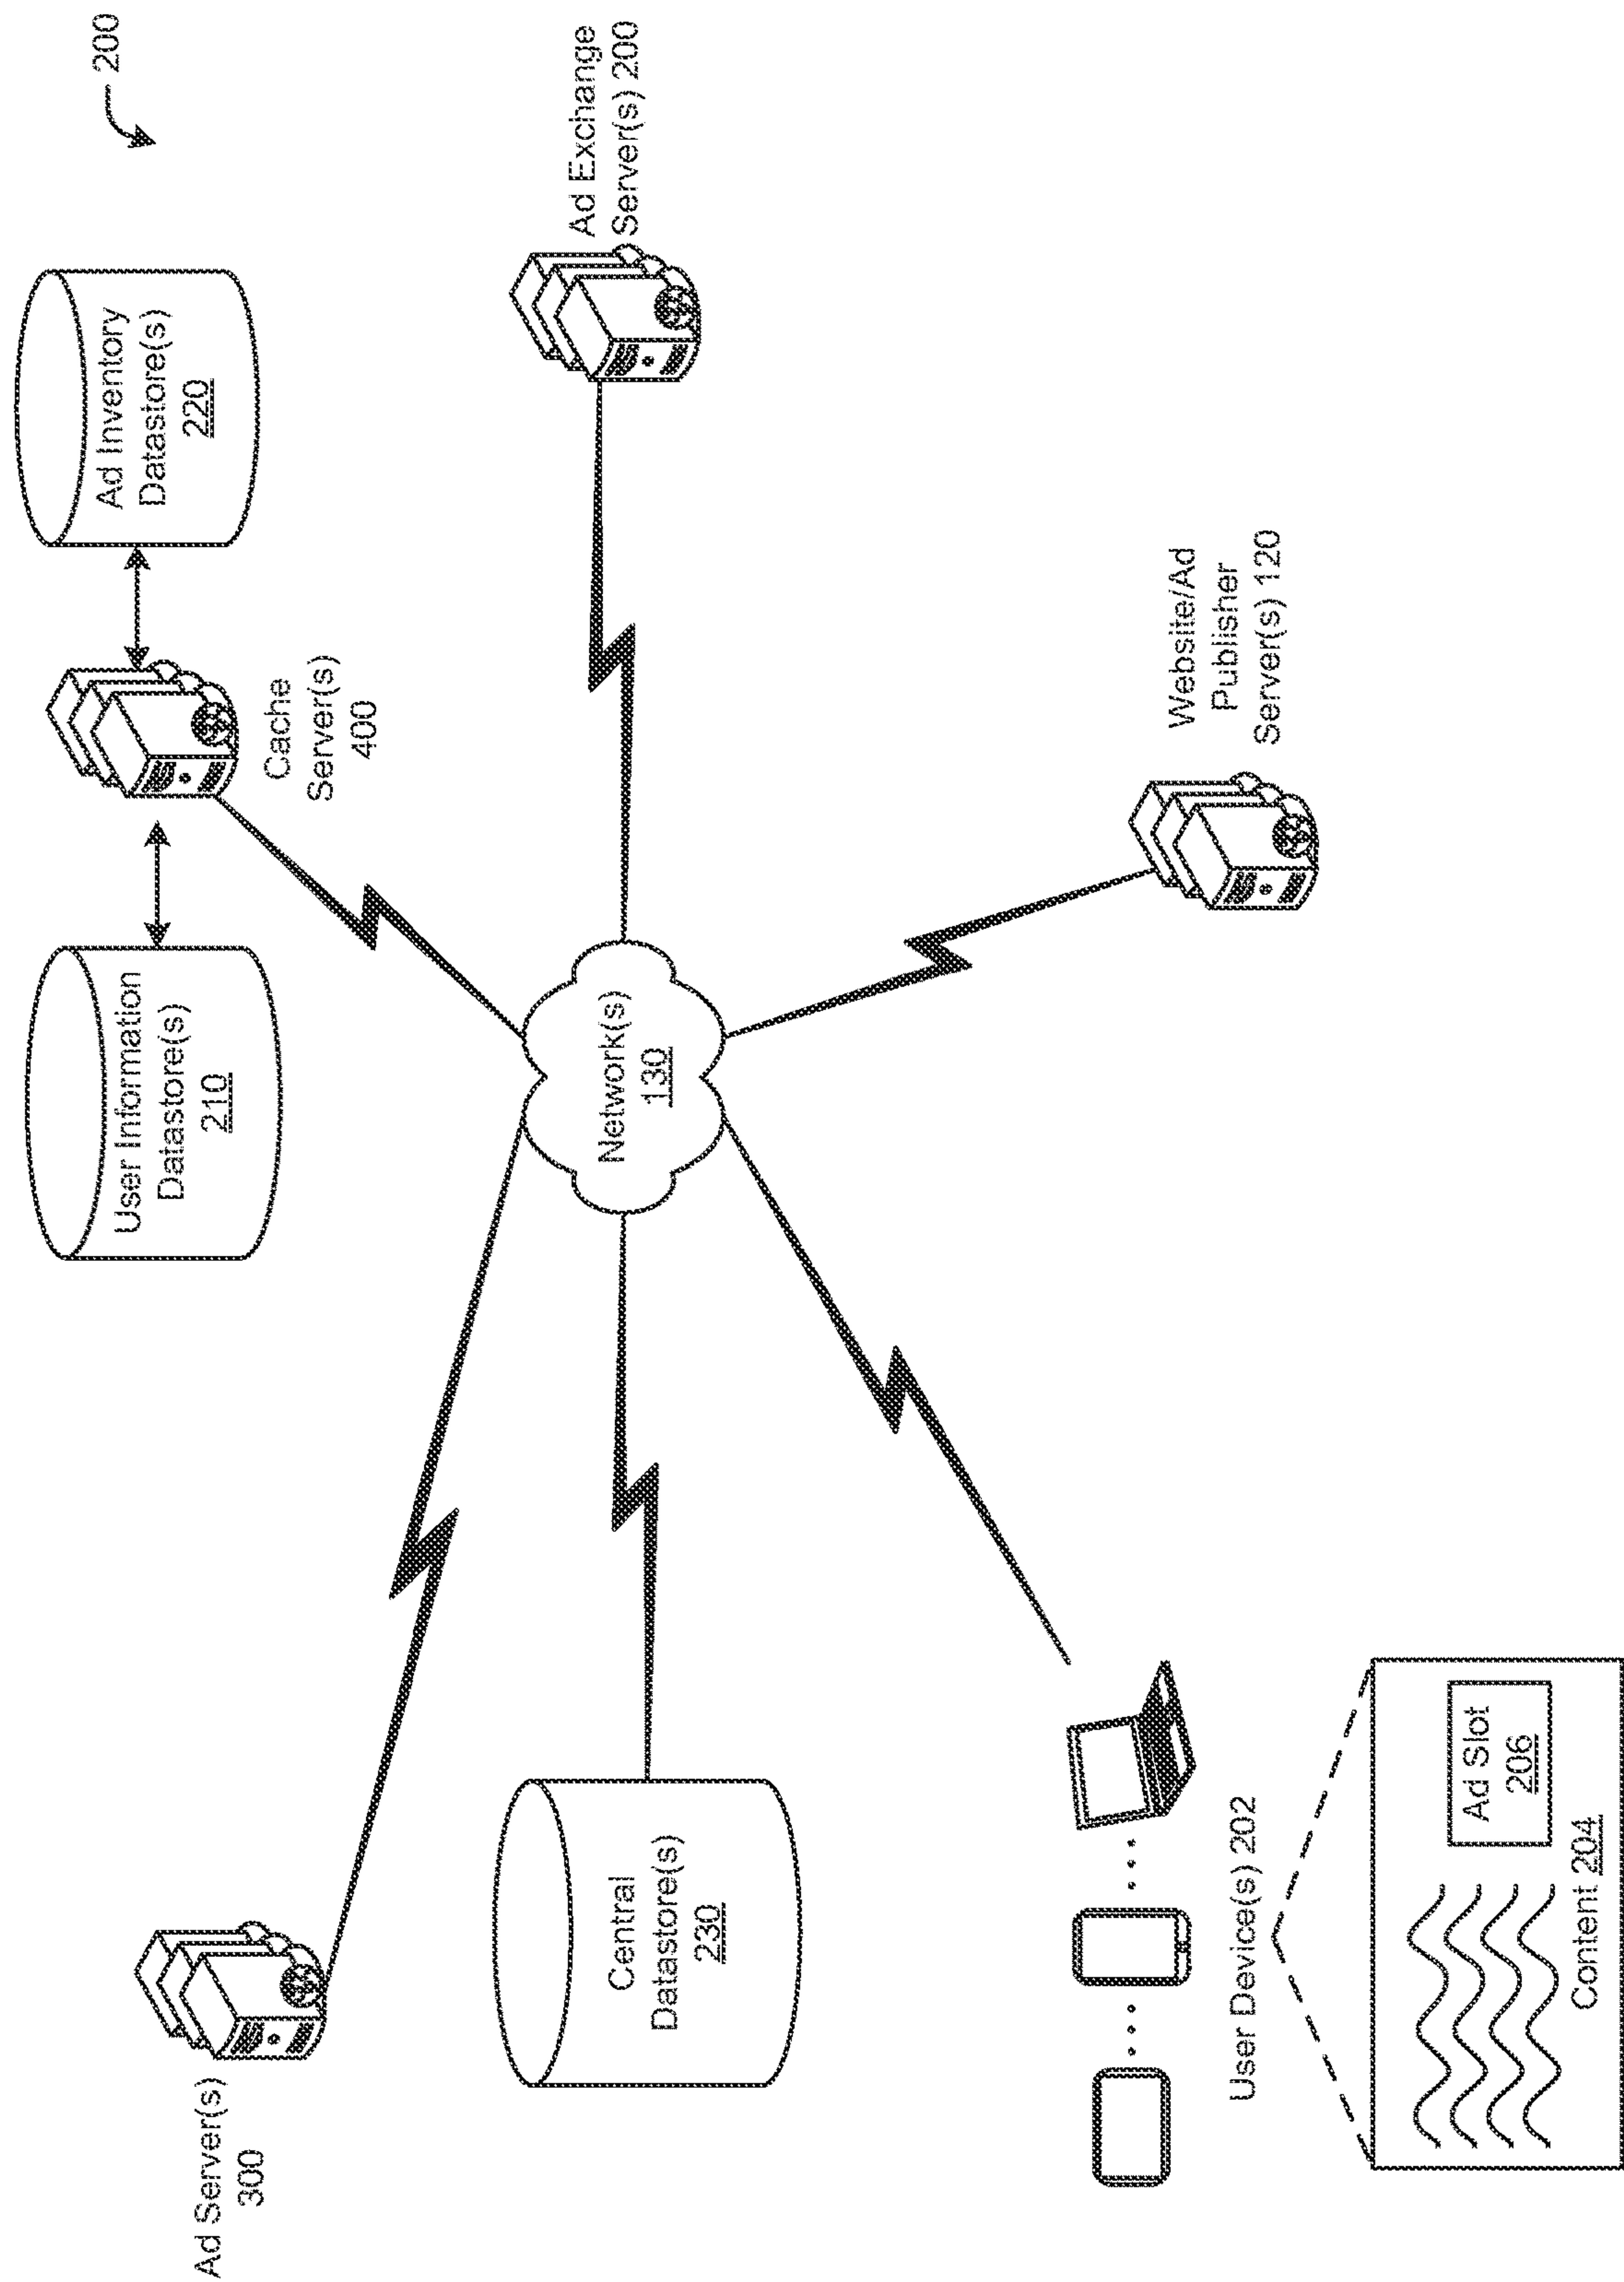 200
Ad Server(s)
300
User Information
Datastore(s)
210
Cache
Server(s)
400
Ad Inventory
Datastore(s)
220
Central
Datastore(s)
230
Network(s)
130
Ad Exchange
Server(s) 200
User Device(s) 202
Website/Ad
Publisher
Server(s) 120
Ad Slot
206
Content 204